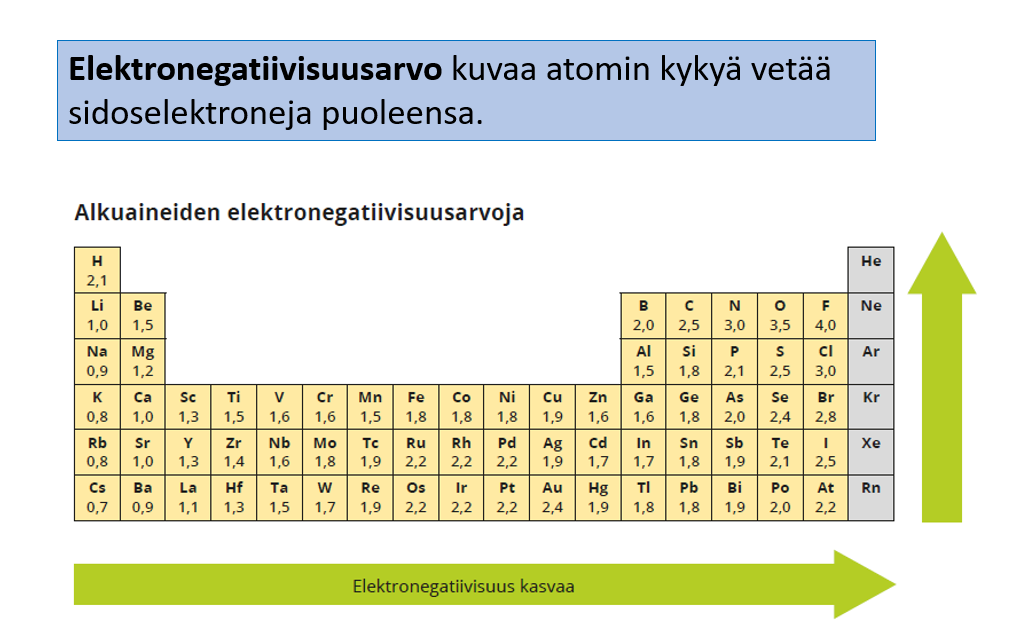 Elektronegatiivisuusarvo kuvaa atomin kykyä vetää
sidoselektroneja puoleensa.
Alkuaineiden elektronegatiivisuusarvoja
H He
2,1
Li Be B C N O F Ne
1,0 1,5 2,0 2,5 3,0 3,5 4,0
Na Mg Al Si P S Cl Ar
0,9 1,2 1,5 1,8 2,1 2,5 3,0
K Ca Sc Ti V Cr Mn Fe Co Ni Cu Zn Ga Ge As Se Br Kr
0,8 1,0 1,3 1,5 1,6 1,6 1,5 1,8 1,8 1,8 1,9 1,6 1,6 1,8 2,0 2,4 2,8
Rb Sr Y Zr Nb Mo Tc Ru Rh Pd Ag Cd In Sn Sb Te I Xe
0,8 1,0 1,3 1,4 1,6 1,8 1,9 2,2 2,2 2,2 1,9 1,7 1,7 1,8 1,9 2,1 2,5
Cs Ba La Hf Ta W Re Os Ir Pt Au Hg Tl Pb Bi Po At Rn
0,7 0,9 1,1 1,3 1,5 1,7 1,9 2,2 2,2 2,2 2,4 1,9 1,8 1,8 1,9 2,0 2,2
Elektronegatiivisuus kasvaa